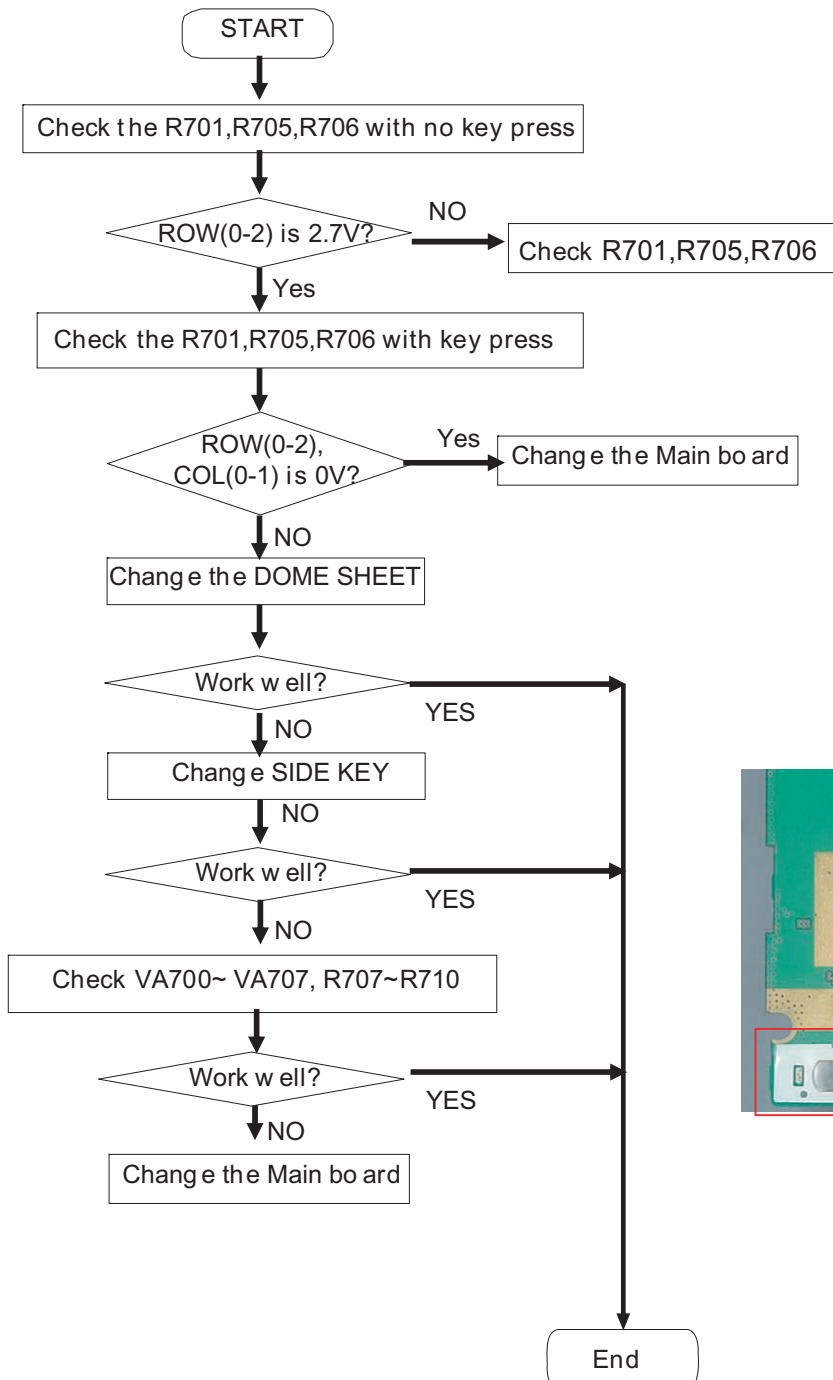 START
Check the R701,R705,R706 with no key press
ROW(0-2) is 2.7V?
NO
Check R701,R705,R706
Yes
Check the R701,R705,R706 with key press
ROW(0-2),
COL(0-1) is 0V?
Yes
Change the Main board
NO
Change the DOME SHEET
Work well?
YES
NO
Change SIDE KEY
NO
Work well?
YES
NO
Check VA700~ VA707, R707~R710
Work well?
YES
NO
Change the Main board
End